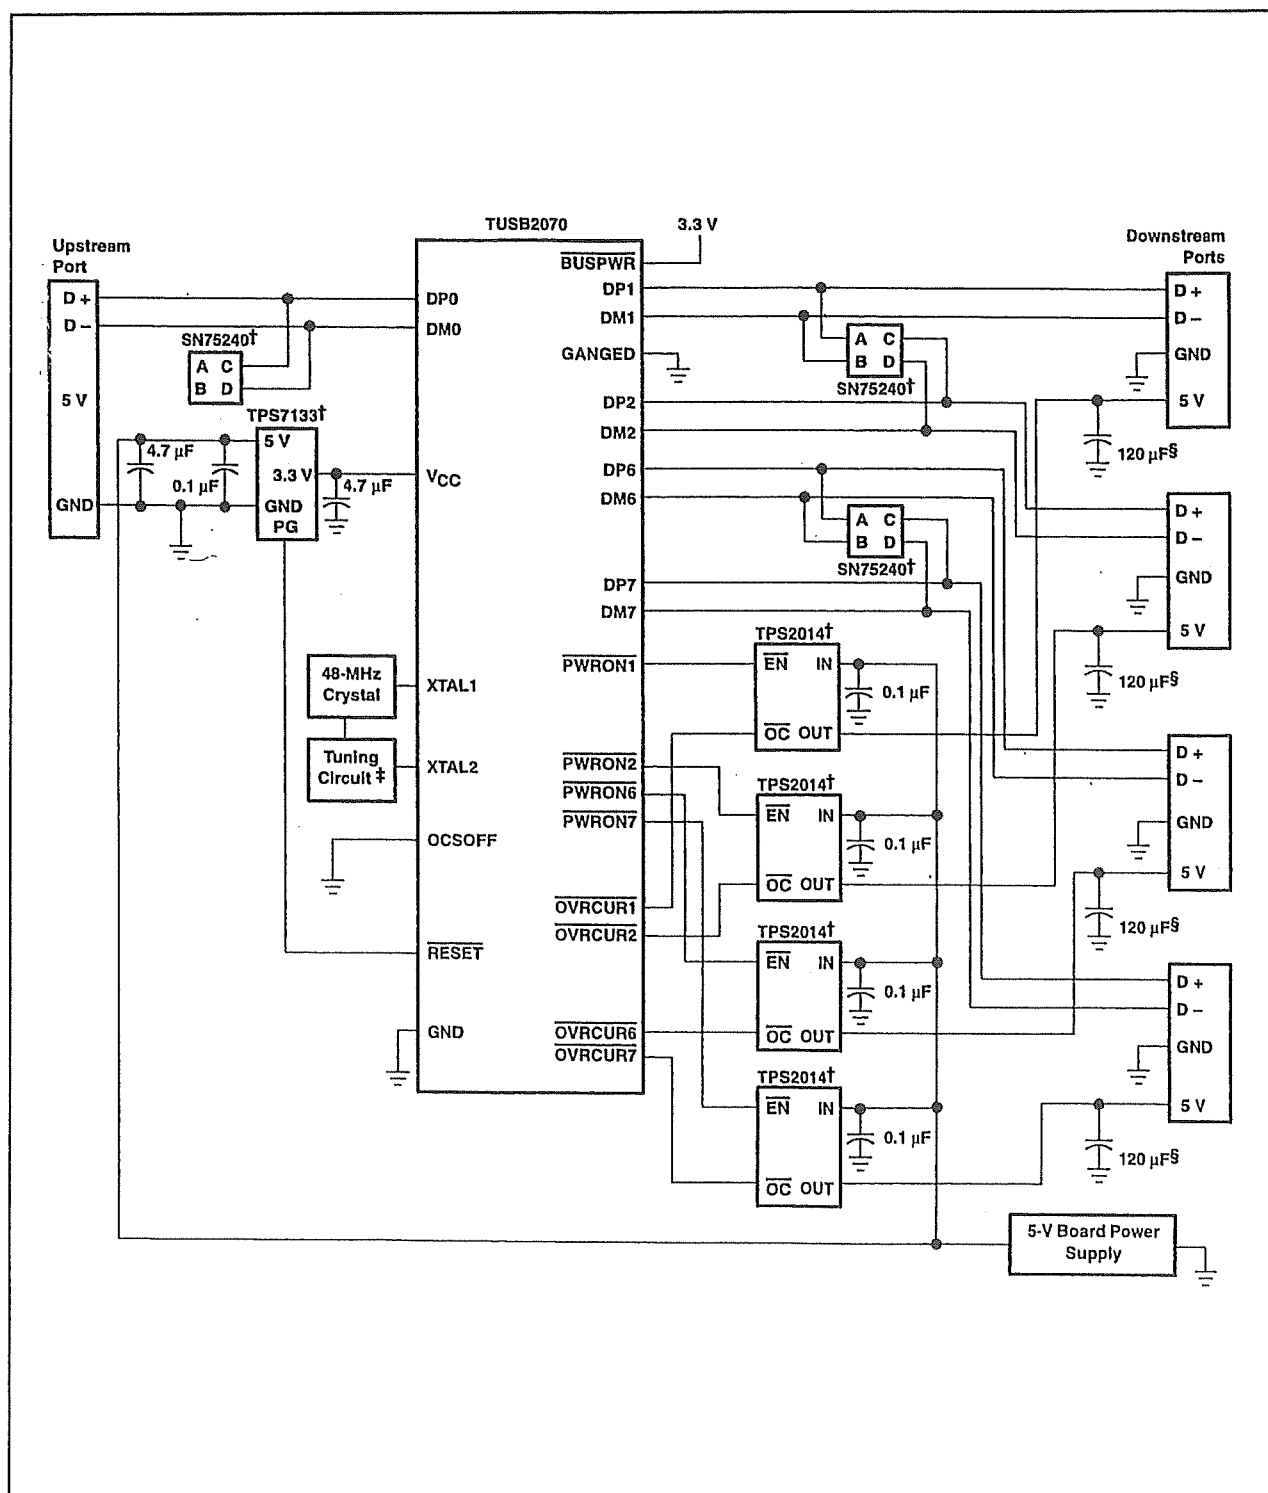 TUSB2070
3.3 V
Upstream
Port
D +
D –
5 V
GND
SN75240†
A C
B D
TPS7133†
5 V
3.3 V
GND
PG
4.7 µF
0.1 µF
4.7 µF
48-MHz
Crystal
Tuning
Circuit ‡
DP0
DM0
VCC
XTAL1
XTAL2
OCSOFF
RESET
GND
BUSPWR
DP1
DM1
GANGED
DP2
DM2
DP6
DM6
DP7
DM7
PWRON1
PWRON2
PWRON6
PWRON7
OVRCUR1
OVRCUR2
OVRCUR6
OVRCUR7
A C
B D
SN75240†
A C
B D
SN75240†
TPS2014†
EN IN
OC OUT
0.1 µF
TPS2014†
EN IN
OC OUT
0.1 µF
TPS2014†
EN IN
OC OUT
0.1 µF
TPS2014†
EN IN
OC OUT
0.1 µF
Downstream
Ports
D +
D –
GND
5 V
120 µF§
D +
D –
GND
5 V
120 µF§
D +
D –
GND
5 V
120 µF§
D +
D –
GND
5 V
120 µF§
5-V Board Power
Supply